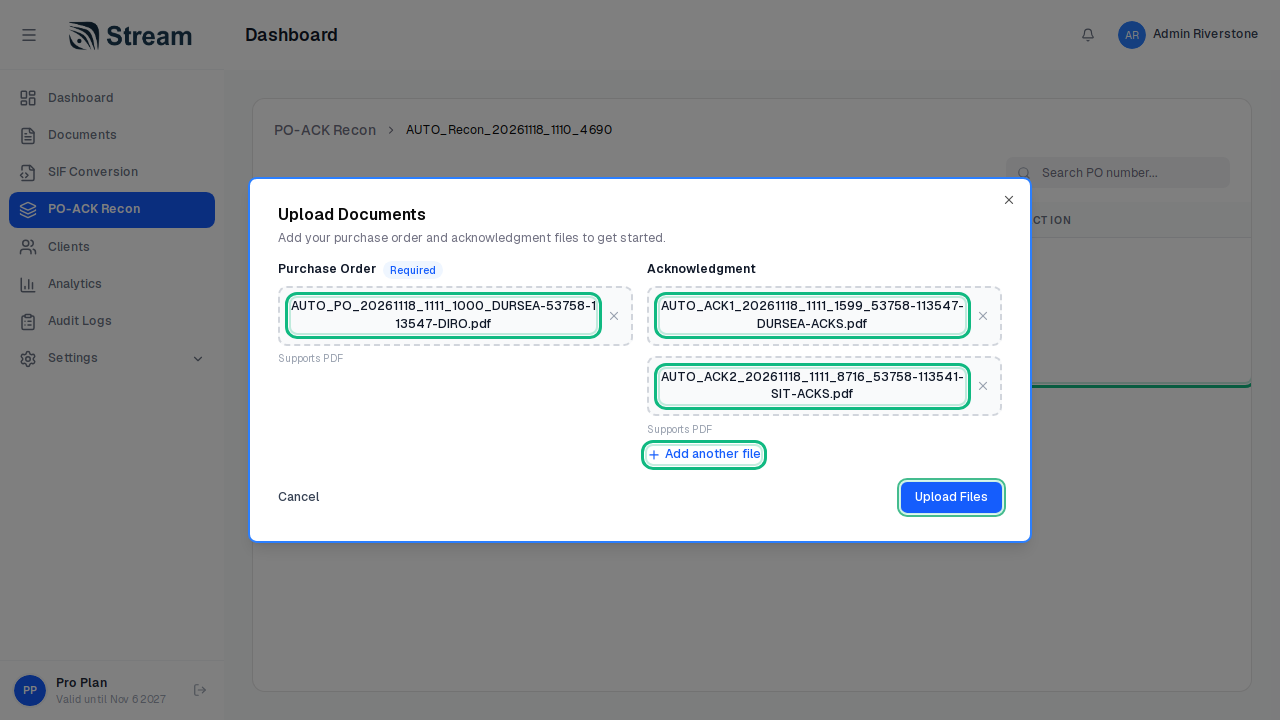 Stream
Dashboard
AR
Admin Riverstone
Dashboard
Documents
SIF Conversion
PO-ACK Recon
Clients
Analytics
Audit Logs
Settings
PP
Pro Plan
Valid until Nov 6 2027
PO-ACK Recon
AUTO_Recon_20261118_1110_4690
Search PO number...
CTION
Upload Documents
Add your purchase order and acknowledgment files to get started.
Purchase Order
Required
AUTO_PO_20261118_1111_1000_DURSEA-53758-1
13547-DIRO.pdf
Supports PDF
Acknowledgment
AUTO_ACK1_20261118_1111_1599_53758-113547-
DURSEA-ACKS.pdf
AUTO_ACK2_20261118_1111_8716_53758-113541-
SIT-ACKS.pdf
Supports PDF
Add another file
Cancel
Upload Files